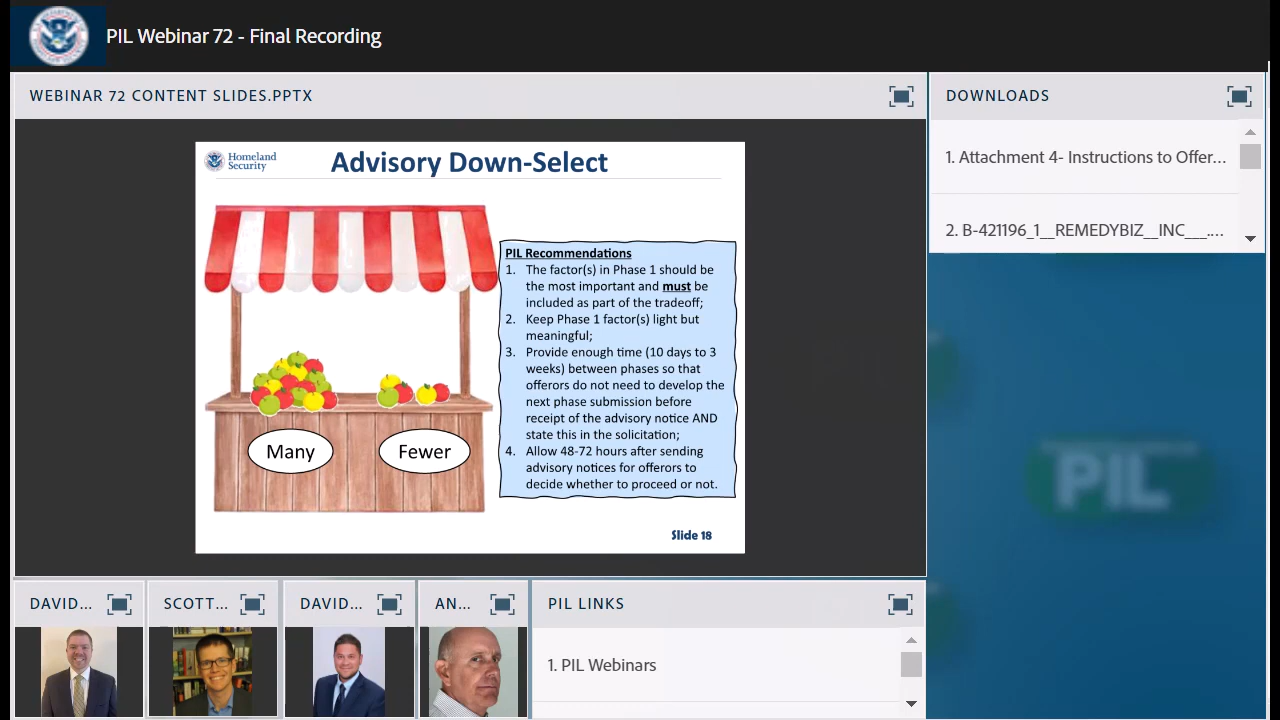 PIL Webinar 72 - Final Recording
WEBINAR 72 CONTENT SLIDES.PPTX
Homeland
Security
Advisory Down-Select
PIL Recommendations
1. The factor(s) in Phase 1 should be
the most important and must be
included as part of the tradeoff;
2. Keep Phase 1 factor(s) light but
meaningful;
3. Provide enough time (10 days to 3
weeks) between phases so that
offerors do not need to develop the
next phase submission before
receipt of the advisory notice AND
state this in the solicitation;
4. Allow 48-72 hours after sending
advisory notices for offerors to
decide whether to proceed or not.
Many
Fewer
Slide 18
DOWNLOADS
1. Attachment 4- Instructions to Offer...
2. B-421196_1__REMEDYBIZ__INC___....
PIL
DAVID...
SCOTT...
DAVID...
AN...
PIL LINKS
1. PIL Webinars